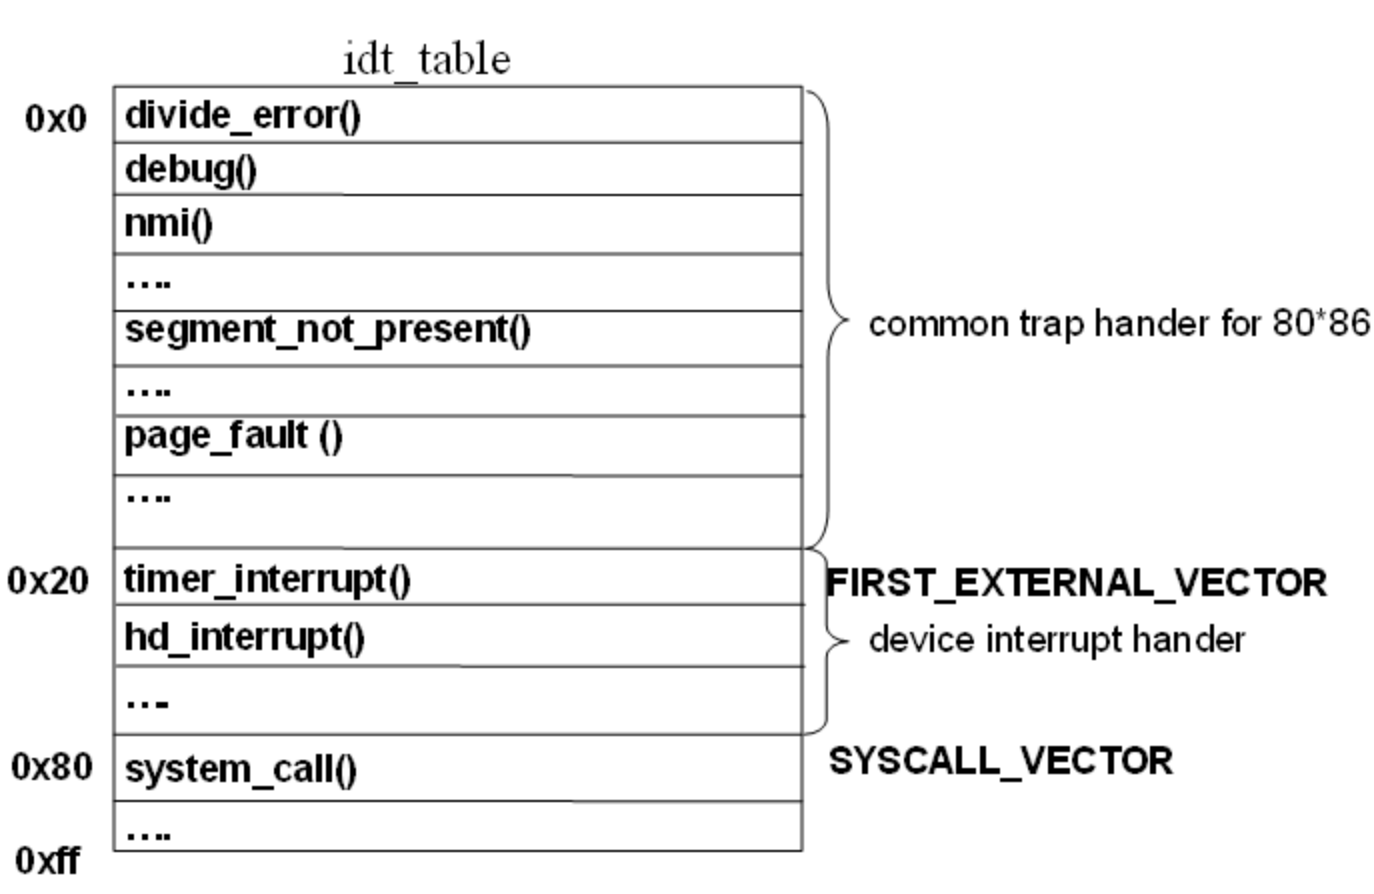 idt_table
0x0 divide_error()
debug()
nmi()
....
segment_not_present()
common trap hander for 80*86
....
page_fault ()
....
0x20 timer_interrupt() FIRST_EXTERNAL_VECTOR
hd_interrupt() device interrupt hander
....
0x80 system_call() SYSCALL_VECTOR
....
0xff